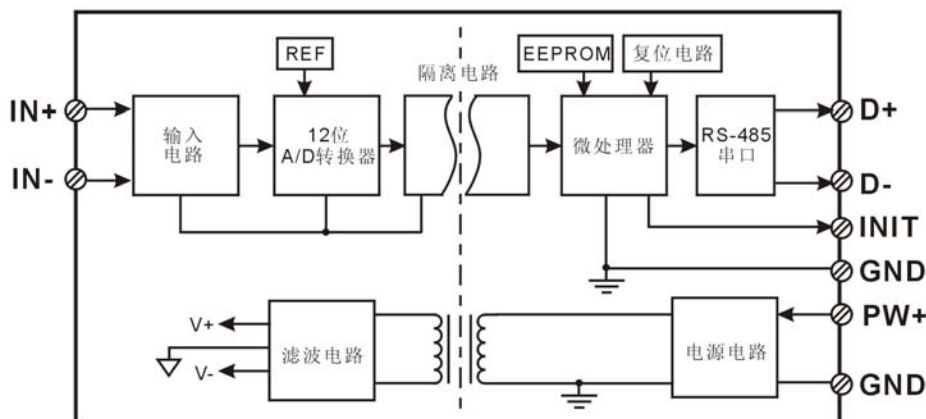 REF
EEPROM
复位电路
隔离电路
IN+
IN-
输入
电路
12位
A/D转换器
微处理器
RS-485
串口
D+
D-
INIT
GND
PW+
GND
V+
V-
滤波电路
电源电路